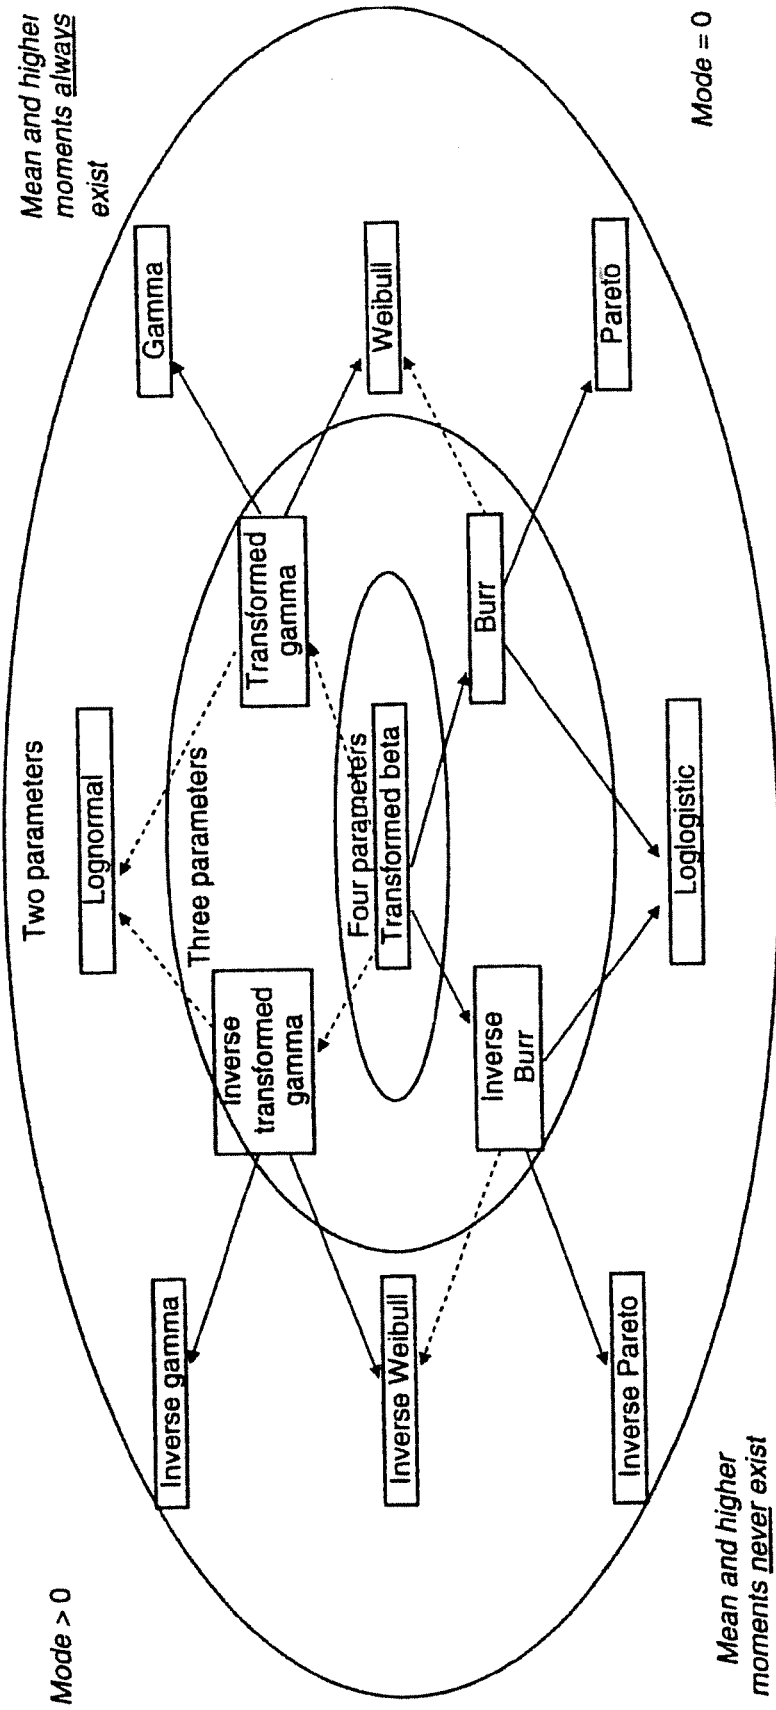 Mode > 0
Two parameters
Mean and higher
moments always
exist
Lognormal
Inverse gamma
Gamma
Three parameters
Inverse
transformed
gamma
Transformed
gamma
Four parameters
Transformed beta
Inverse Weibull
Weibull
Inverse
Burr
Burr
Inverse Pareto
Pareto
Loglogistic
Mean and higher
moments never exist
Mode = 0